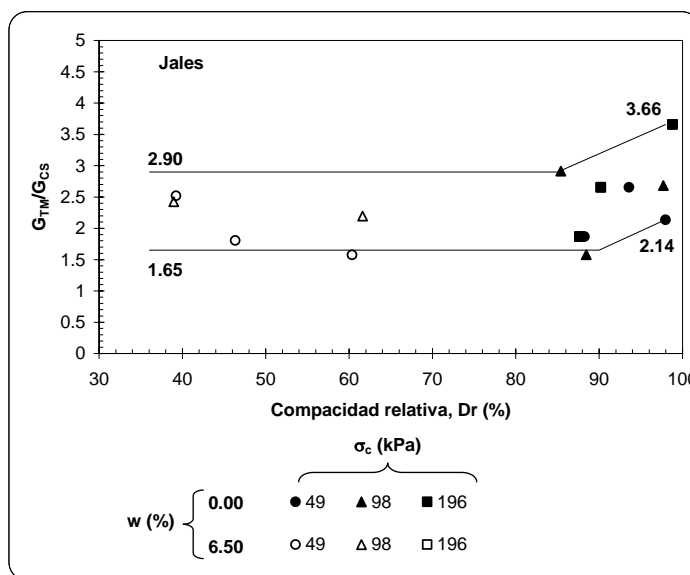 Jales
5
4.5
4
3.5
3
2.5
2
1.5
1
0.5
0
G_TM/G_CS
2.90
1.65
3.66
2.14
30 40 50 60 70 80 90 100
Compacidad relativa, Dr (%)
σc (kPa)
w (%)
0.00 49 98 196
6.50 49 98 196